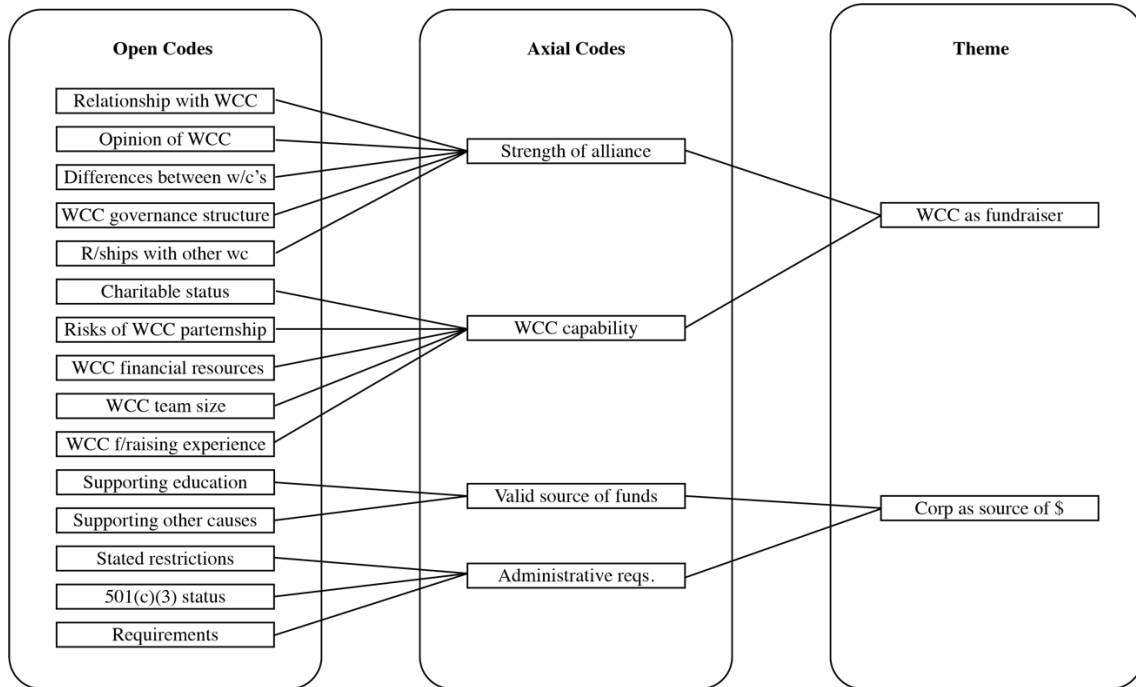 Open Codes
Relationship with WCC
Opinion of WCC
Differences between w/c's
WCC governance structure
R/ships with other wc
Charitable status
Risks of WCC parternship
WCC financial resources
WCC team size
WCC f/raising experience
Supporting education
Supporting other causes
Stated restrictions
501(c)(3) status
Requirements
Axial Codes
Strength of alliance
WCC capability
Valid source of funds
Administrative reqs.
Theme
WCC as fundraiser
Corp as source of $